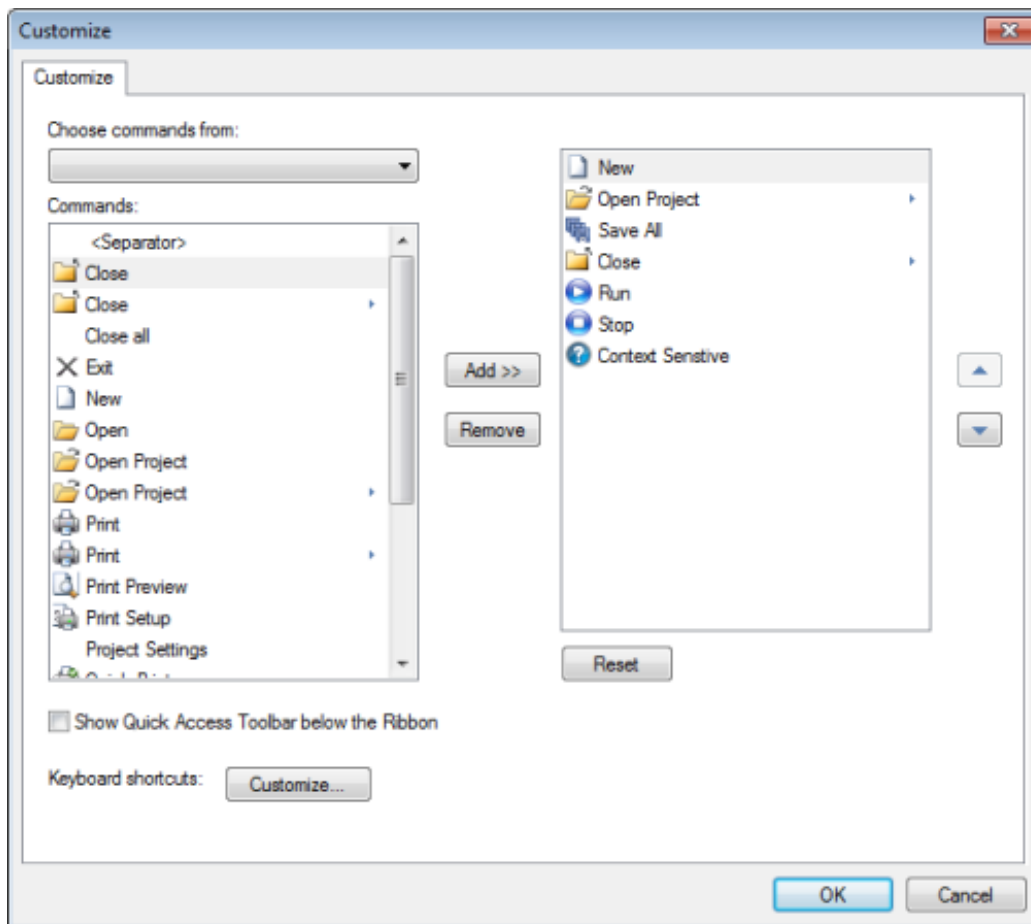 Customize
Customize
Choose commands from:
Commands:
<Separator>
Close
Close
Close all
Exit
New
Open
Open Project
Open Project
Print
Print
Print Preview
Print Setup
Project Settings
Add >>
Remove
New
Open Project
Save All
Close
Run
Stop
Context Senstive
Reset
Show Quick Access Toolbar below the Ribbon
Keyboard shortcuts:
Customize...
OK
Cancel